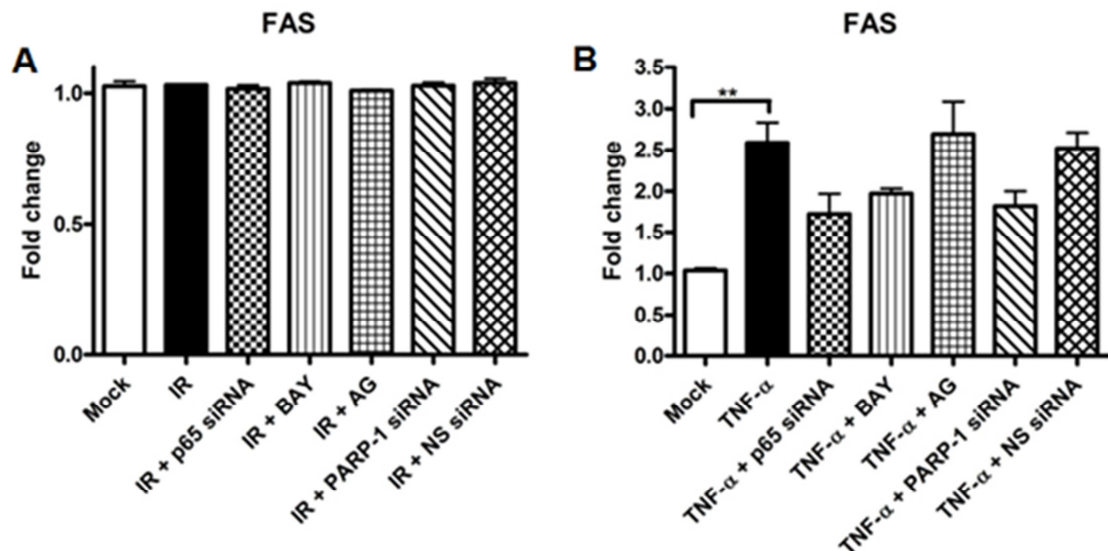 FAS
A
Fold change
1.0
0.5
0.0
Mock
IR
IR + p65 siRNA
IR + BAY
IR + AG
IR + PARP-1 siRNA
IR + NS siRNA
FAS
B
Fold change
3.5
3.0
2.5
2.0
1.5
1.0
0.5
0.0
**
Mock
TNF-α
TNF-α + p65 siRNA
TNF-α + BAY
TNF-α + AG
TNF-α + PARP-1 siRNA
TNF-α + NS siRNA